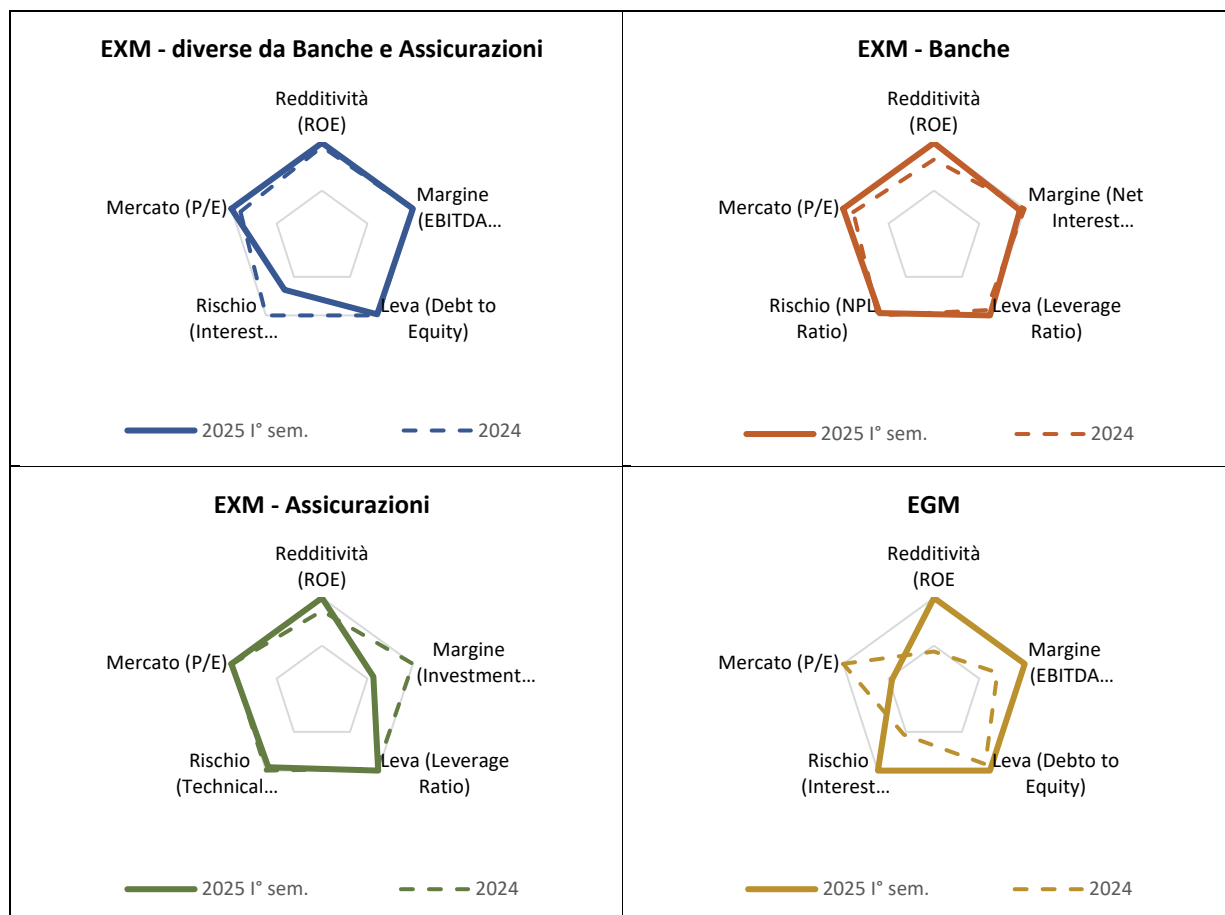 EXM - diverse da Banche e Assicurazioni
Redditività
(ROE)
Mercato (P/E)
Margine
(EBITDA...
Rischio
(Interest...
Leva (Debt to
Equity)
2025 I° sem.
2024
EXM - Banche
Redditività
(ROE)
Mercato (P/E)
Margine (Net
Interest...
Rischio (NPL
Ratio)
Leva (Leverage
Ratio)
2025 I° sem.
2024
EXM - Assicurazioni
Redditività
(ROE)
Mercato (P/E)
Margine
(Investment...
Rischio
(Technical...
Leva (Leverage
Ratio)
2025 I° sem.
2024
EGM
Redditività
(ROE
Mercato (P/E)
Margine
(EBITDA...
Rischio
(Interest...
Leva (Debto to
Equity)
2025 I° sem.
2024